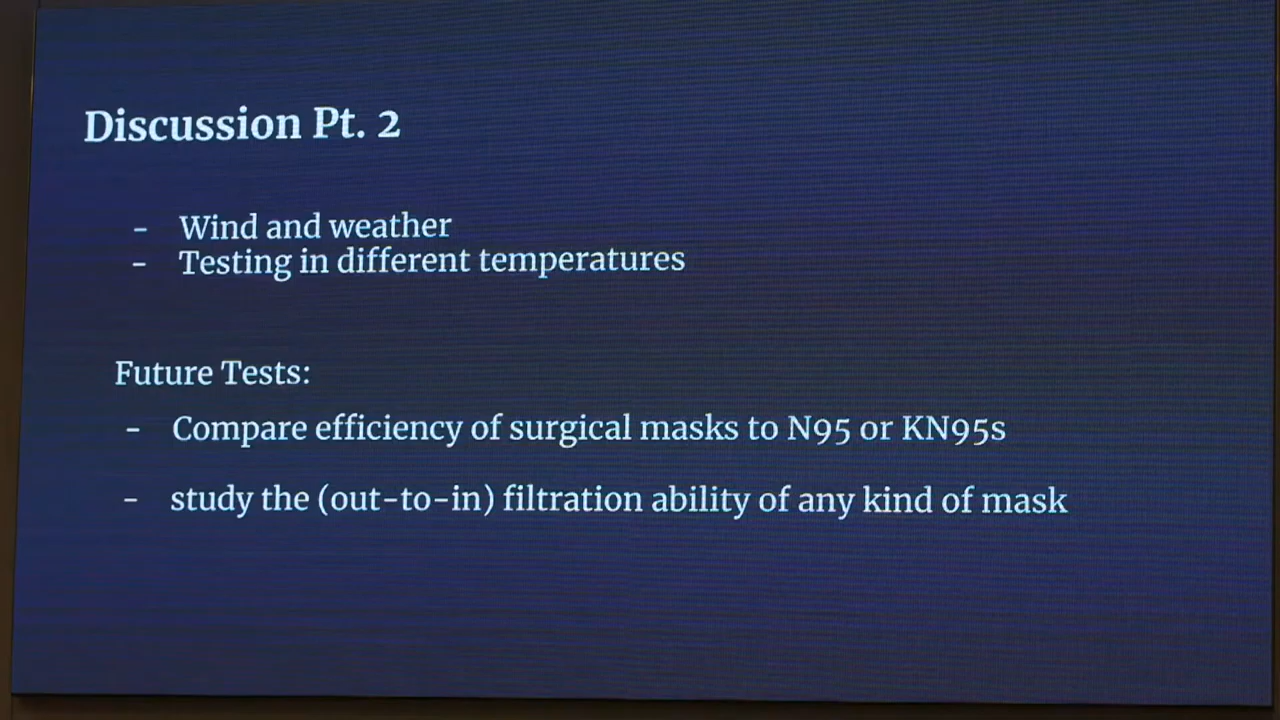 Discussion Pt. 2
- Wind and weather
- Testing in different temperatures
Future Tests:
- Compare efficiency of surgical masks to N95 or KN95s
- study the (out-to-in) filtration ability of any kind of mask